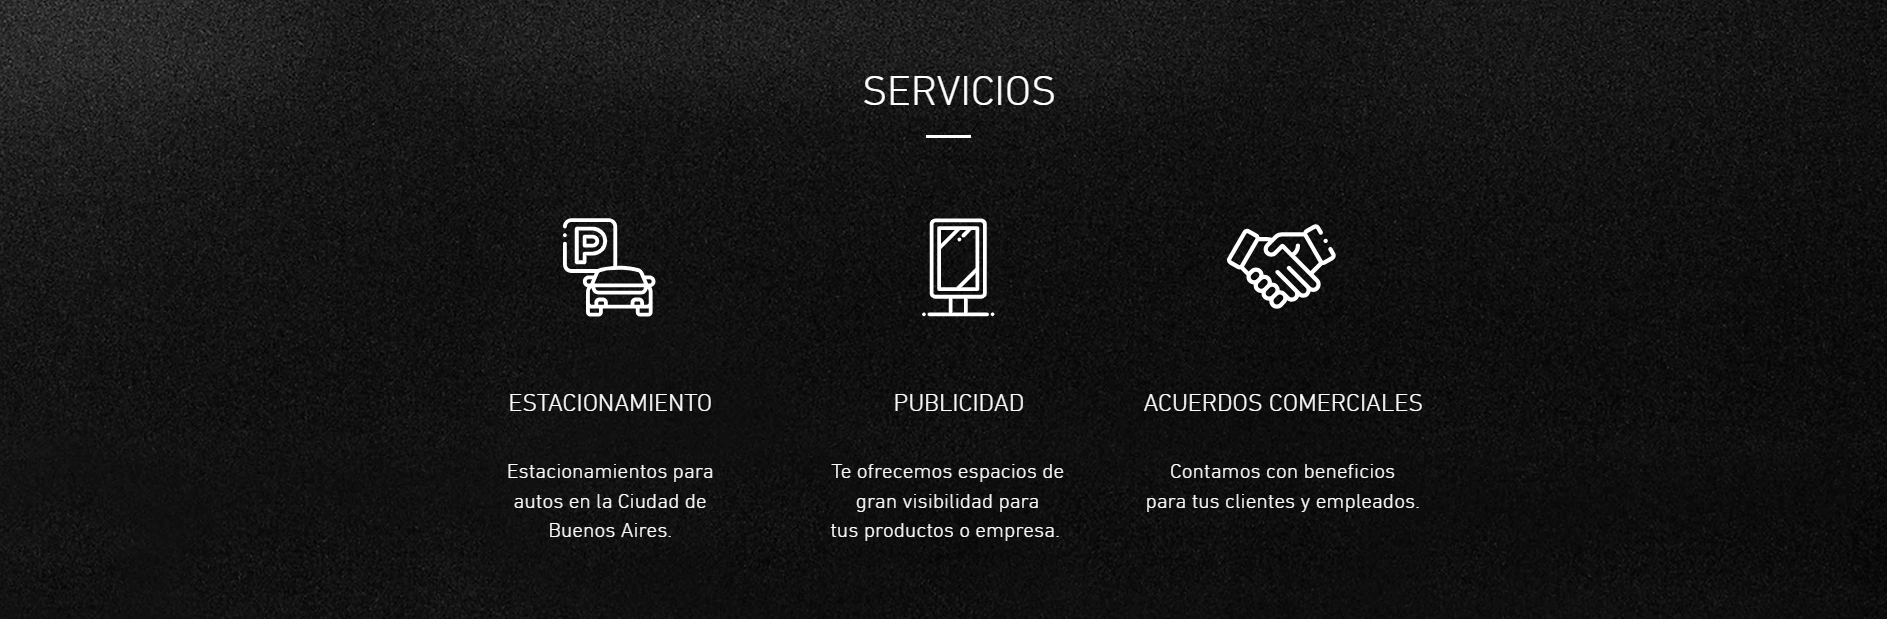 SERVICIOS
P
ESTACIONAMIENTO
Estacionamientos para
autos en la Ciudad de
Buenos Aires.
PUBLICIDAD
Te ofrecemos espacios de
gran visibilidad para
tus productos o empresa.
ACUERDOS COMERCIALES
Contamos con beneficios
para tus clientes y empleados.